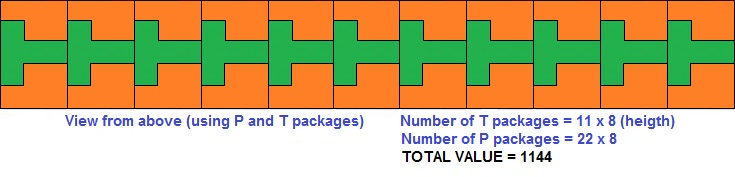 View from above (using P and T packages)
Number of T packages = 11 x 8 (heigth)
Number of P packages = 22 x 8
TOTAL VALUE = 1144